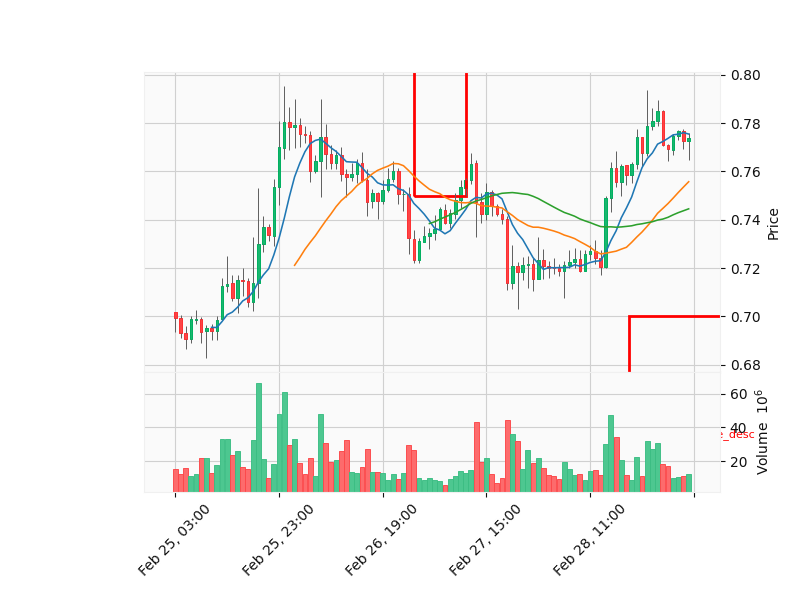 0.80
0.78
0.76
0.74
0.72
0.70
0.68
Price
60
40
20
e_desc
Volume 10⁶
Feb 25, 03:00
Feb 25, 23:00
Feb 26, 19:00
Feb 27, 15:00
Feb 28, 11:00